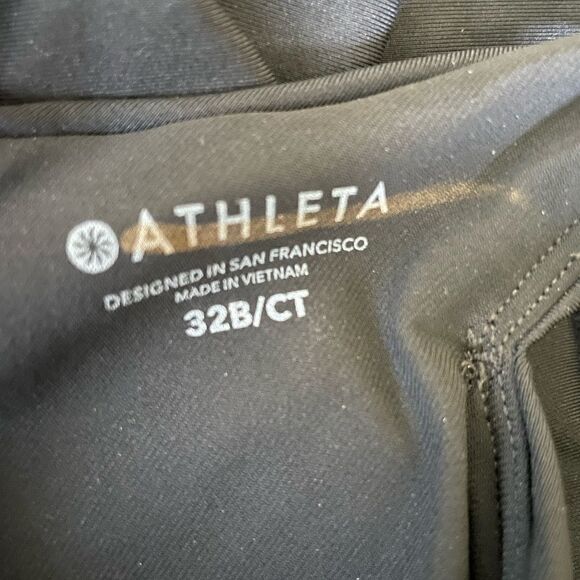 ATHLETA
DESIGNED IN SAN FRANCISCO
MADE IN VIETNAM
32B/CT